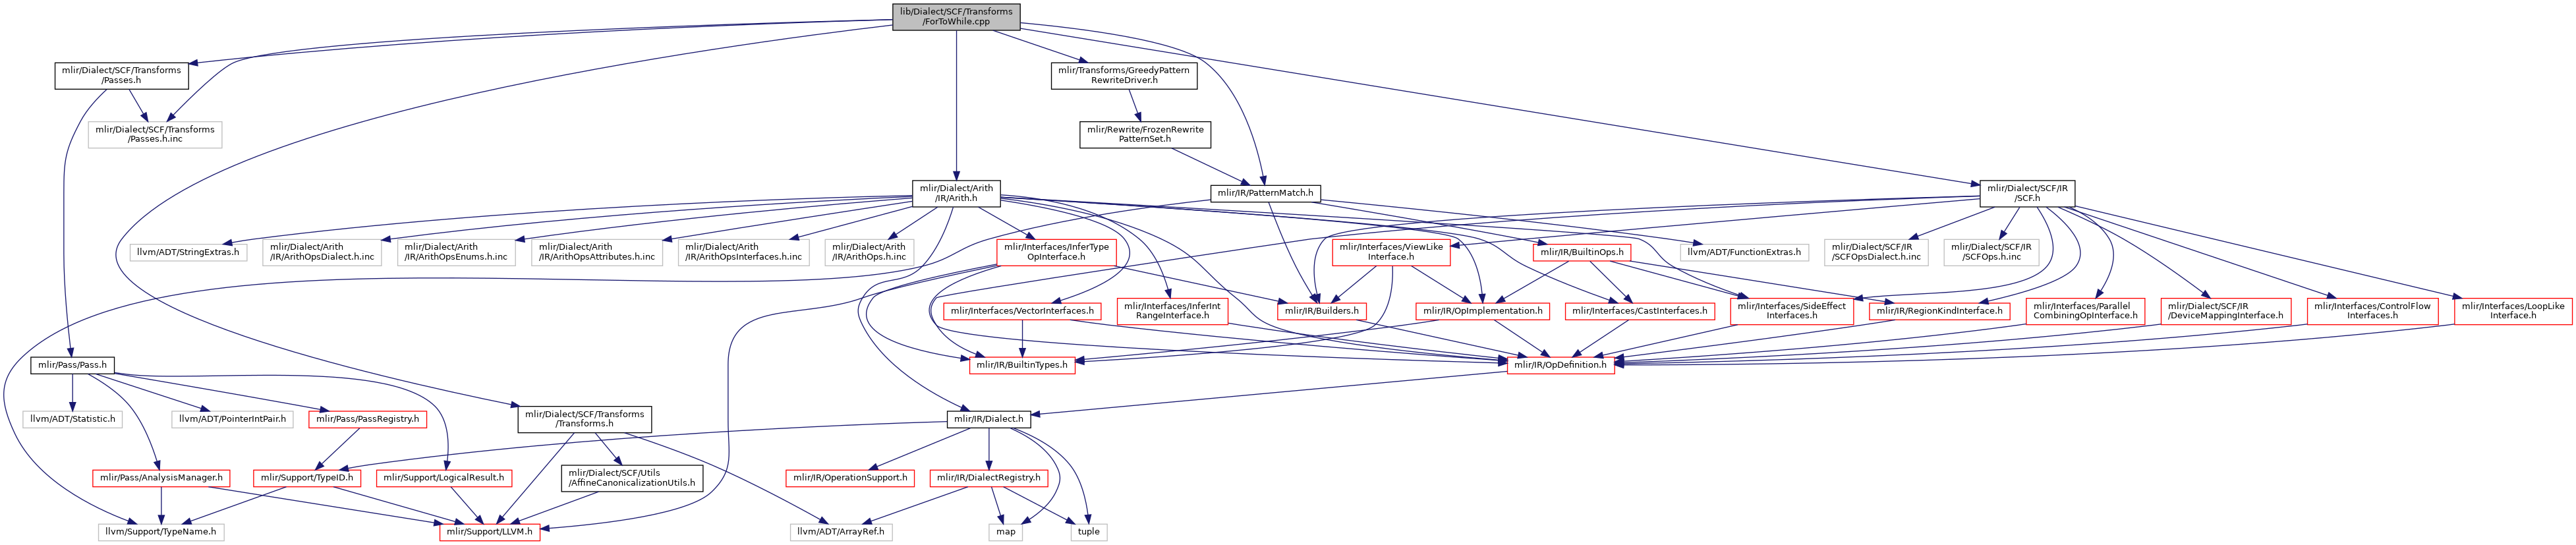 lib/Dialect/SCF/Transforms
/ForToWhile.cpp
mlir/Dialect/SCF/Transforms
/Passes.h
mlir/Transforms/GreedyPattern
RewriteDriver.h
mlir/Dialect/SCF/Transforms
/Passes.h.inc
mlir/Rewrite/FrozenRewrite
PatternSet.h
mlir/Dialect/Arith
/IR/Arith.h
mlir/IR/PatternMatch.h
mlir/Dialect/SCF/IR
/SCF.h
llvm/ADT/StringExtras.h
mlir/Dialect/Arith
/IR/ArithOpsDialect.h.inc
mlir/Dialect/Arith
/IR/ArithOpsEnums.h.inc
mlir/Dialect/Arith
/IR/ArithOpsAttributes.h.inc
mlir/Dialect/Arith
/IR/ArithOpsInterfaces.h.inc
mlir/Dialect/Arith
/IR/ArithOps.h.inc
mlir/Interfaces/InferType
OpInterface.h
mlir/Interfaces/ViewLike
Interface.h
mlir/IR/BuiltinOps.h
llvm/ADT/FunctionExtras.h
mlir/Dialect/SCF/IR
/SCFOpsDialect.h.inc
mlir/Dialect/SCF/IR
/SCFOps.h.inc
mlir/Interfaces/VectorInterfaces.h
mlir/Interfaces/InferInt
RangeInterface.h
mlir/IR/Builders.h
mlir/IR/OpImplementation.h
mlir/Interfaces/CastInterfaces.h
mlir/Interfaces/SideEffect
Interfaces.h
mlir/IR/RegionKindInterface.h
mlir/Interfaces/Parallel
CombiningOpInterface.h
mlir/Dialect/SCF/IR
/DeviceMappingInterface.h
mlir/Interfaces/ControlFlow
Interfaces.h
mlir/Interfaces/LoopLike
Interface.h
mlir/Pass/Pass.h
mlir/IR/BuiltinTypes.h
mlir/IR/OpDefinition.h
llvm/ADT/Statistic.h
llvm/ADT/PointerIntPair.h
mlir/Pass/PassRegistry.h
mlir/Dialect/SCF/Transforms
/Transforms.h
mlir/IR/Dialect.h
mlir/Pass/AnalysisManager.h
mlir/Support/TypeID.h
mlir/Support/LogicalResult.h
mlir/Dialect/SCF/Utils
/AffineCanonicalizationUtils.h
mlir/IR/OperationSupport.h
mlir/IR/DialectRegistry.h
llvm/Support/TypeName.h
mlir/Support/LLVM.h
llvm/ADT/ArrayRef.h
map
tuple